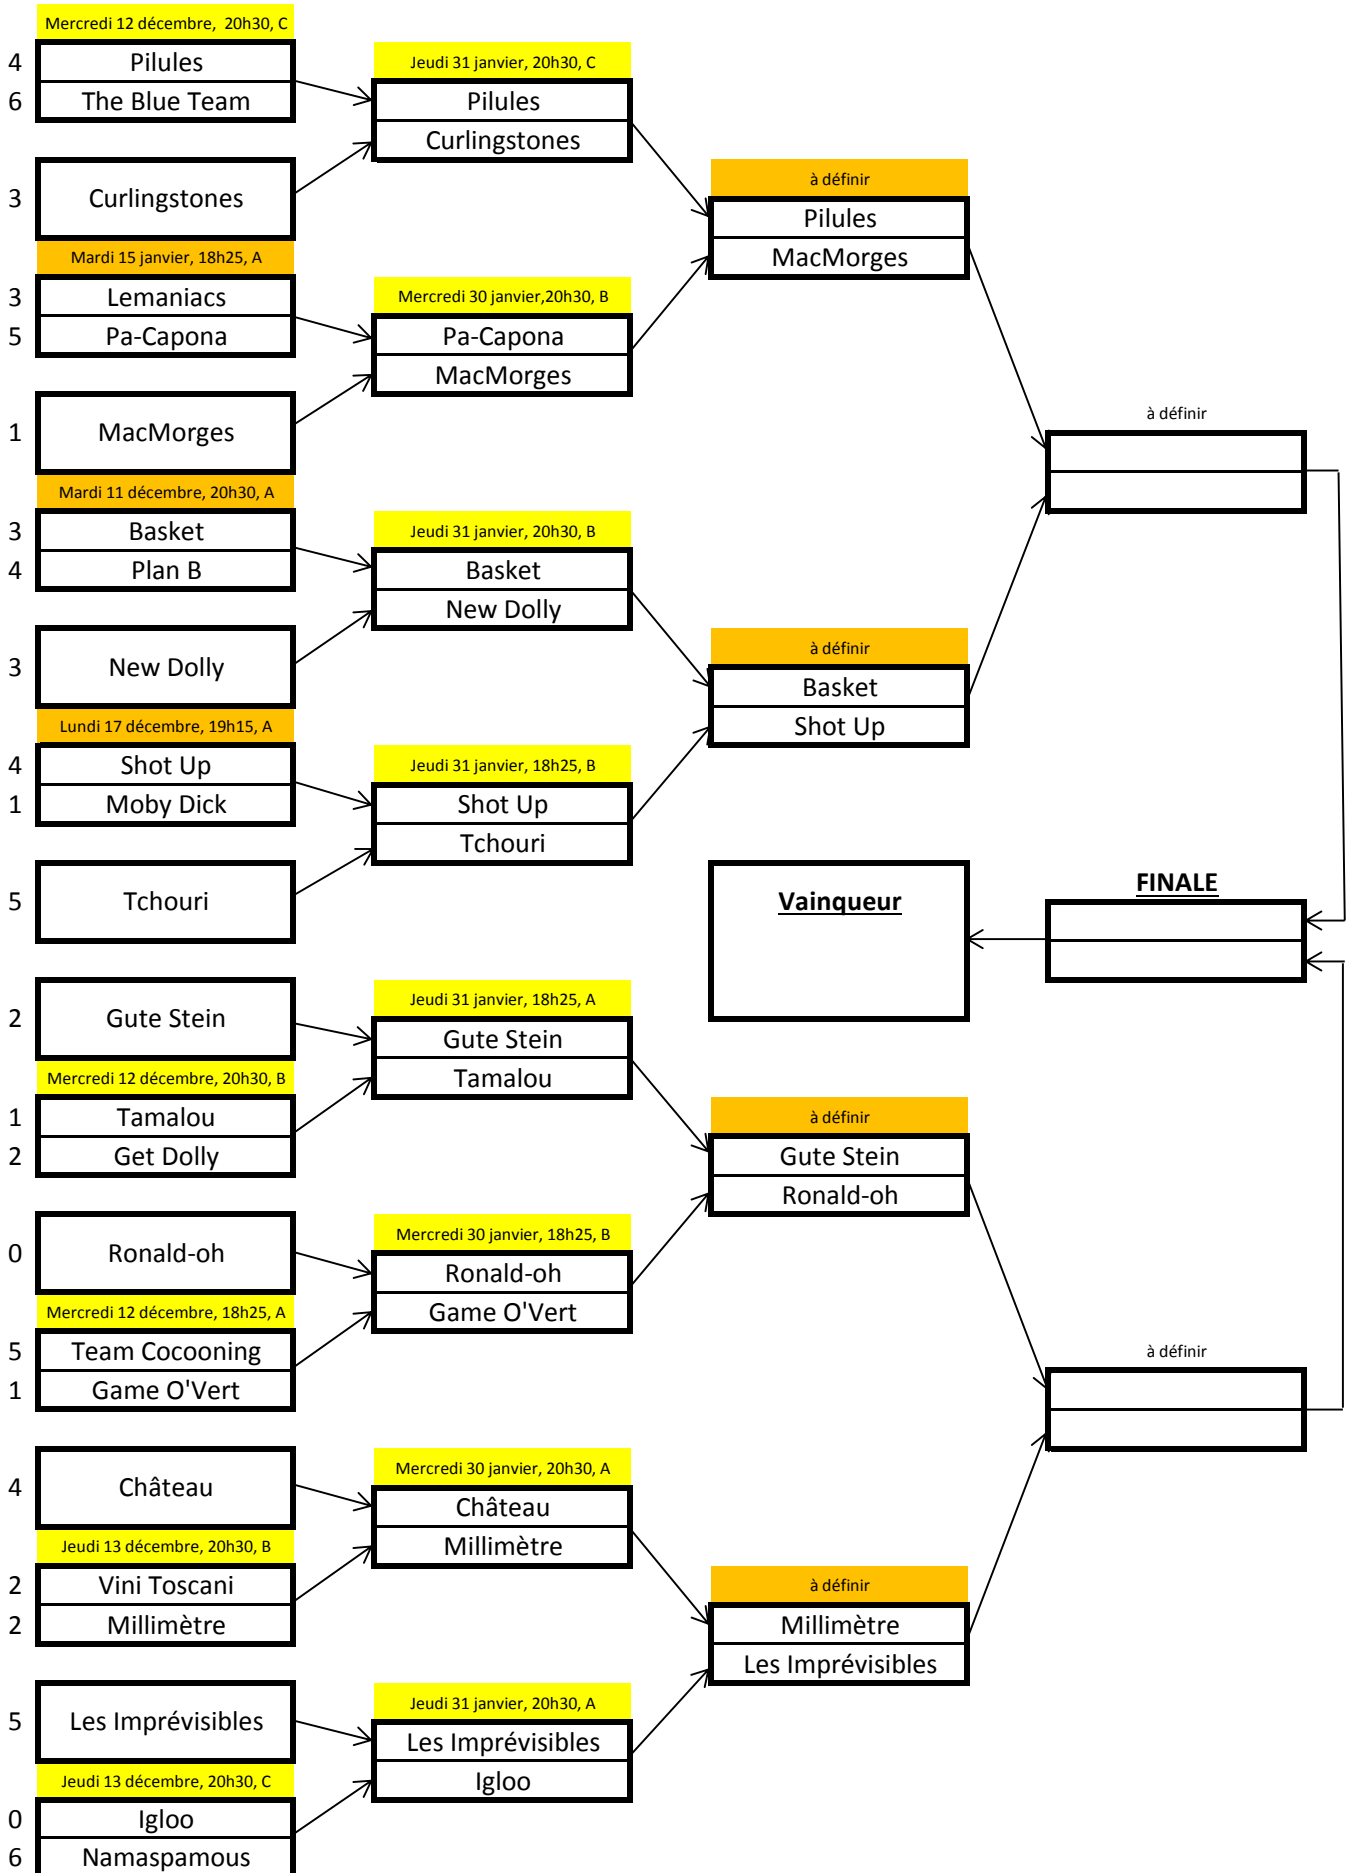 Mercredi 12 décembre,  20h30, C
4 Pilules
6 The Blue Team
3 Curlingstones
Mardi 15 janvier, 18h25, A
3 Lemaniacs
5 Pa-Capona
1 MacMorges
Mardi 11 décembre, 20h30, A
3 Basket
4 Plan B
3 New Dolly
Lundi 17 décembre, 19h15, A
4 Shot Up
1 Moby Dick
5 Tchouri
2 Gute Stein
Mercredi 12 décembre, 20h30, B
1 Tamalou
2 Get Dolly
0 Ronald-oh
Mercredi 12 décembre, 18h25, A
5 Team Cocooning
1 Game O'Vert
4 Château
Jeudi 13 décembre, 20h30, B
2 Vini Toscani
2 Millimètre
5 Les Imprévisibles
Jeudi 13 décembre, 20h30, C
0 Igloo
6 Namaspamous
Jeudi 31 janvier, 20h30, C
Pilules
Curlingstones
Mercredi 30 janvier,20h30, B
Pa-Capona
MacMorges
Jeudi 31 janvier, 20h30, B
Basket
New Dolly
Jeudi 31 janvier, 18h25, B
Shot Up
Tchouri
Jeudi 31 janvier, 18h25, A
Gute Stein
Tamalou
Mercredi 30 janvier, 18h25, B
Ronald-oh
Game O'Vert
Mercredi 30 janvier, 20h30, A
Château
Millimètre
Jeudi 31 janvier, 20h30, A
Les Imprévisibles
Igloo
à définir
Pilules
MacMorges
à définir
Basket
Shot Up
Vainqueur
à définir
Gute Stein
Ronald-oh
à définir
Millimètre
Les Imprévisibles
à définir
FINALE
à définir